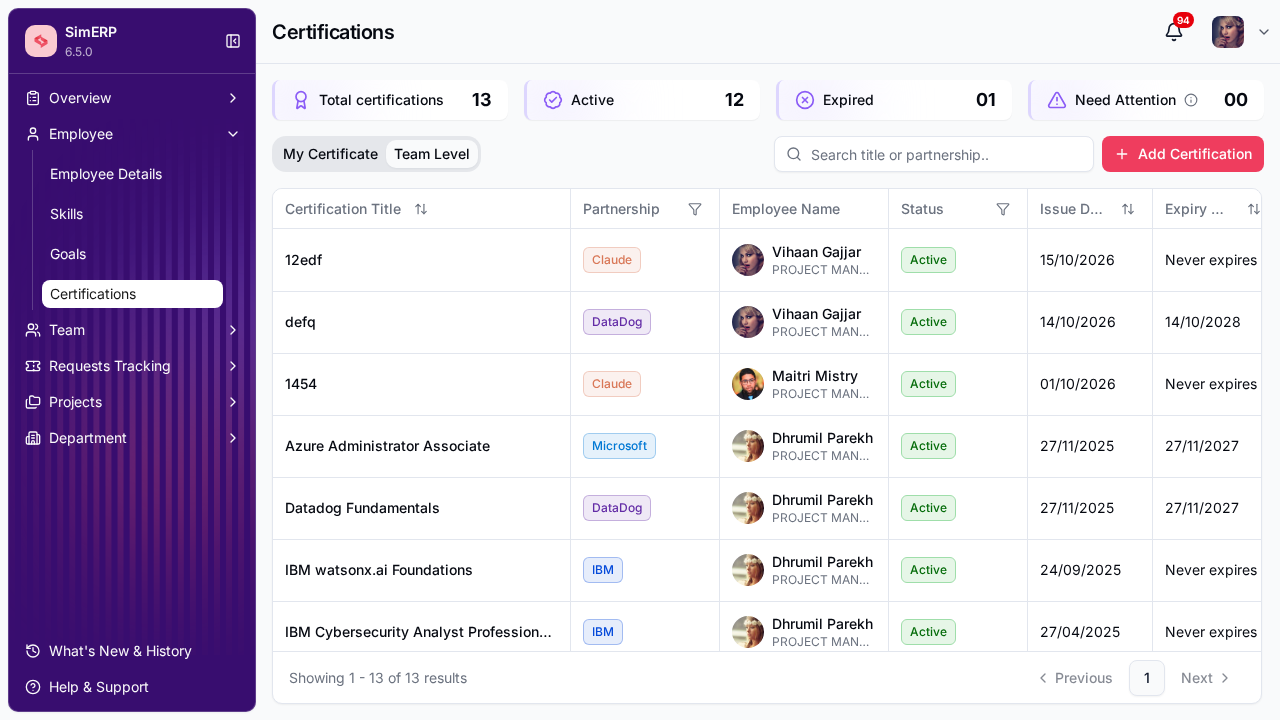 SimERP
6.5.0
Overview
Employee
Employee Details
Skills
Goals
Certifications
Team
Requests Tracking
Projects
Department
What's New & History
Help & Support
Certifications
94
Total certifications 13
Active 12
Expired 01
Need Attention 00
My Certificate Team Level
Search title or partnership..
Add Certification
Certification Title Partnership Employee Name Status Issue D... Expiry ...
12edf Claude Vihaan Gajjar PROJECT MAN... Active 15/10/2026 Never expires
defq DataDog Vihaan Gajjar PROJECT MAN... Active 14/10/2026 14/10/2028
1454 Claude Maitri Mistry PROJECT MAN... Active 01/10/2026 Never expires
Azure Administrator Associate Microsoft Dhrumil Parekh PROJECT MAN... Active 27/11/2025 27/11/2027
Datadog Fundamentals DataDog Dhrumil Parekh PROJECT MAN... Active 27/11/2025 27/11/2027
IBM watsonx.ai Foundations IBM Dhrumil Parekh PROJECT MAN... Active 24/09/2025 Never expires
IBM Cybersecurity Analyst Profession... IBM Dhrumil Parekh PROJECT MAN... Active 27/04/2025 Never expires
Showing 1 - 13 of 13 results
Previous 1 Next